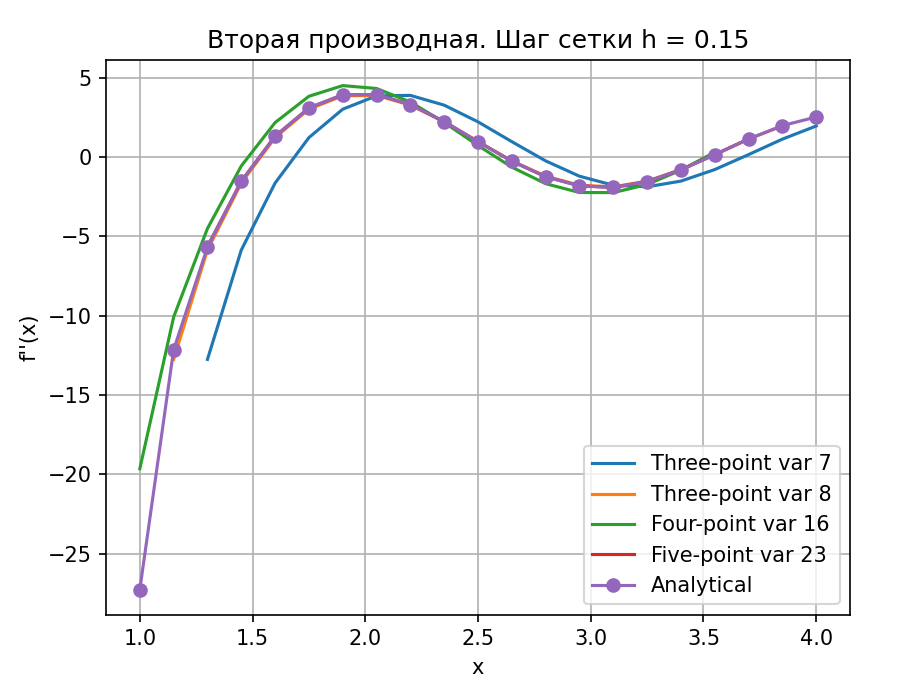 Вторая производная. Шаг сетки h = 0.15
f''(x)
5
0
−5
−10
−15
−20
−25
1.0 1.5 2.0 2.5 3.0 3.5 4.0
x
Three-point var 7
Three-point var 8
Four-point var 16
Five-point var 23
Analytical